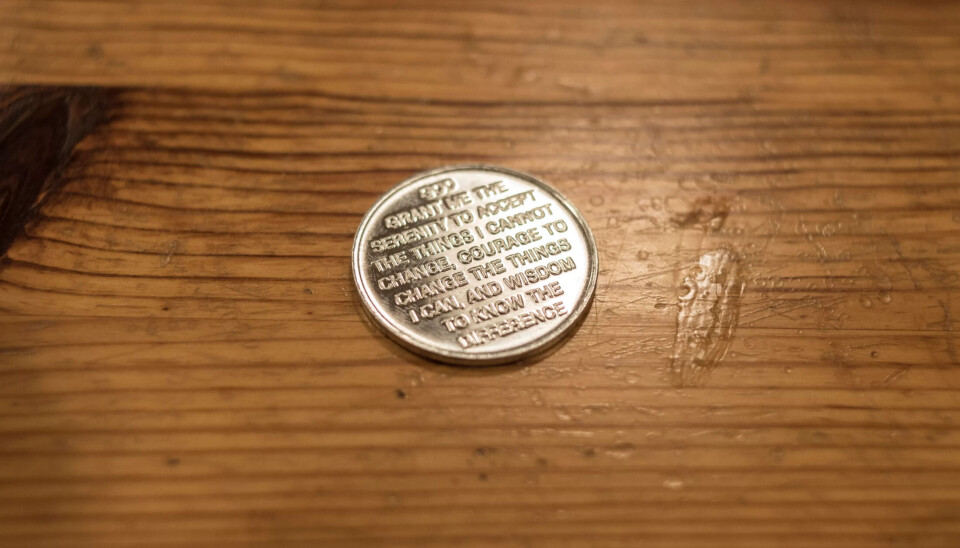 GOD
GRANT ME THE
SERENITY TO ACCEPT
THE THINGS I CANNOT
CHANGE, COURAGE TO
CHANGE THE THINGS
I CAN, AND WISDOM
TO KNOW THE
DIFFERENCE